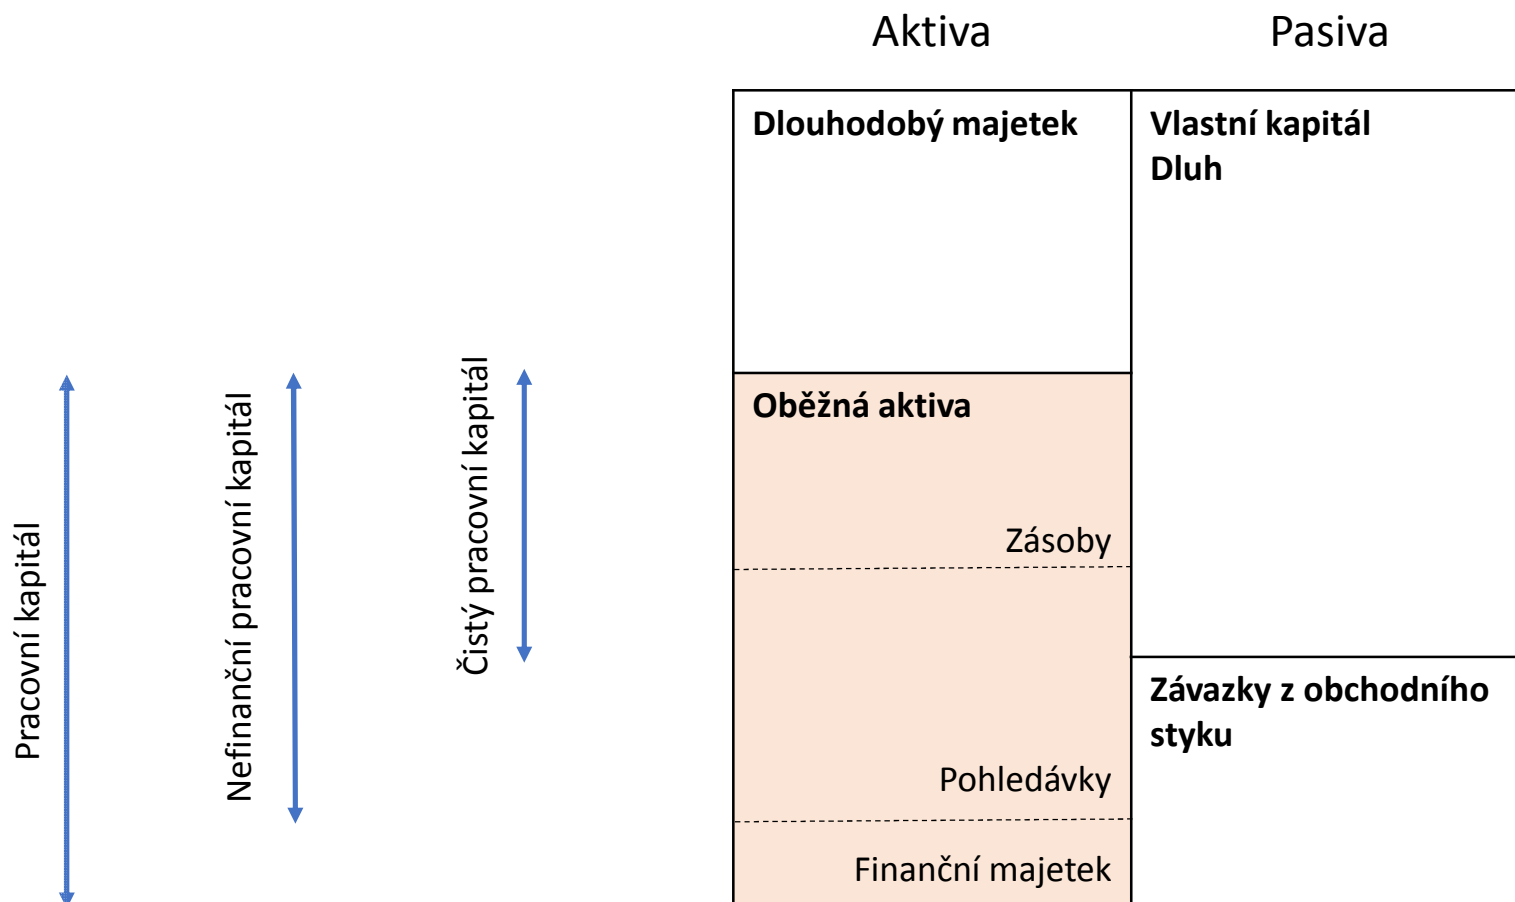 Aktiva
Pasiva
Dlouhodobý majetek
Vlastní kapitál
Dluh
Oběžná aktiva
Zásoby
Pohledávky
Finanční majetek
Závazky z obchodního
styku
Pracovní kapitál
Nefinanční pracovní kapitál
Čistý pracovní kapitál